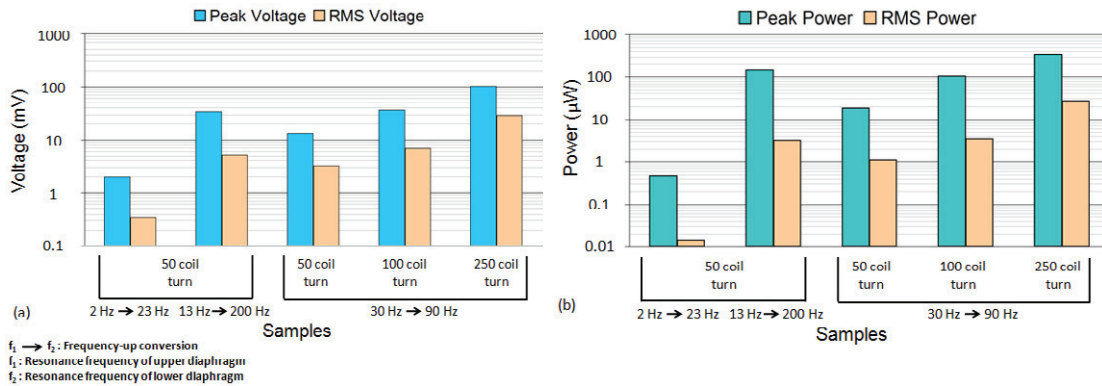 Peak Voltage RMS Voltage
1000
100
10
1
0.1
Voltage (mV)
50 coil turn
50 coil turn
100 coil turn
250 coil turn
(a)
2 Hz → 23 Hz 13 Hz → 200 Hz
30 Hz → 90 Hz
Samples
f₁ → f₂ : Frequency-up conversion
f₁ : Resonance frequency of upper diaphragm
f₂ : Resonance frequency of lower diaphragm
Peak Power RMS Power
1000
100
10
1
0.1
0.01
Power (µW)
50 coil turn
50 coil turn
100 coil turn
250 coil turn
(b)
2 Hz → 23 Hz 13 Hz → 200 Hz
30 Hz → 90 Hz
Samples